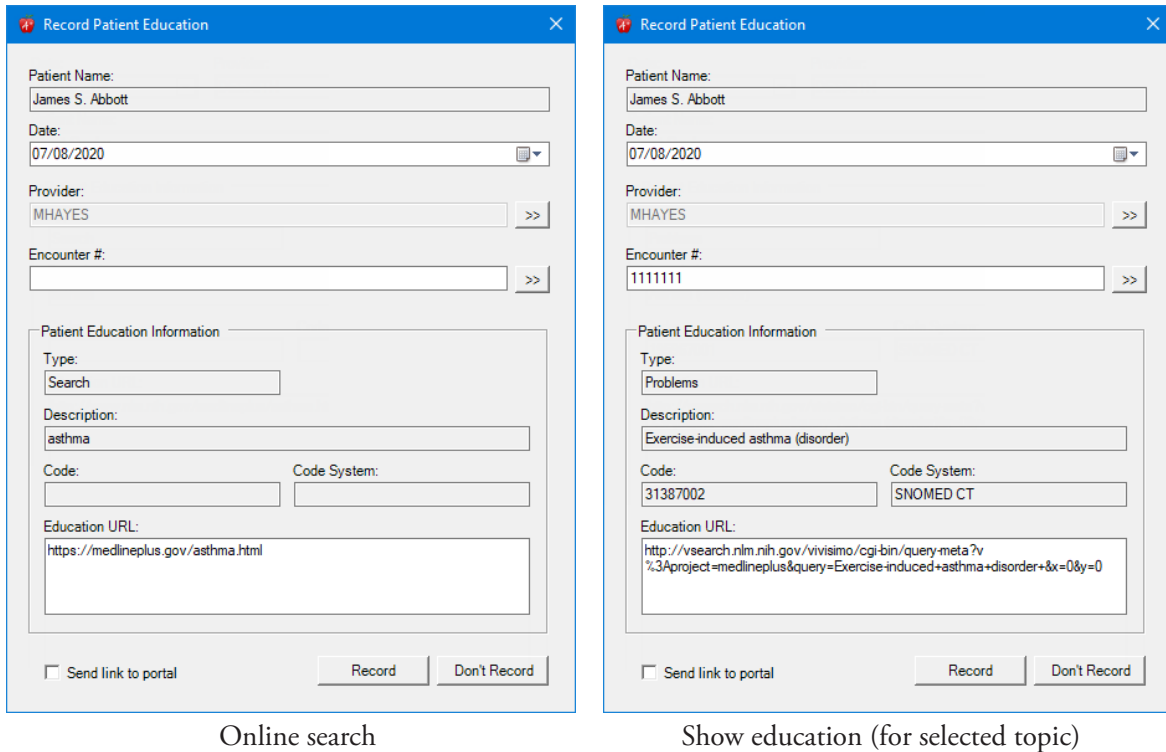 Record Patient Education
Patient Name:
James S. Abbott
Date:
07/08/2020
Provider:
MHAYES
>>
Encounter #:
>>
Patient Education Information
Type:
Search
Description:
asthma
Code:
Code System:
Education URL:
https://medlineplus.gov/asthma.html
Send link to portal
Record
Don't Record
Online search
Record Patient Education
Patient Name:
James S. Abbott
Date:
07/08/2020
Provider:
MHAYES
>>
Encounter #:
1111111
>>
Patient Education Information
Type:
Problems
Description:
Exercise-induced asthma (disorder)
Code:
Code System:
31387002
SNOMED CT
Education URL:
http://vsearch.nlm.nih.gov/vivisimo/cgi-bin/query-meta?v
%3Aproject=medlineplus&query=Exercise-induced+asthma+disorder+&x=0&y=0
Send link to portal
Record
Don't Record
Show education (for selected topic)